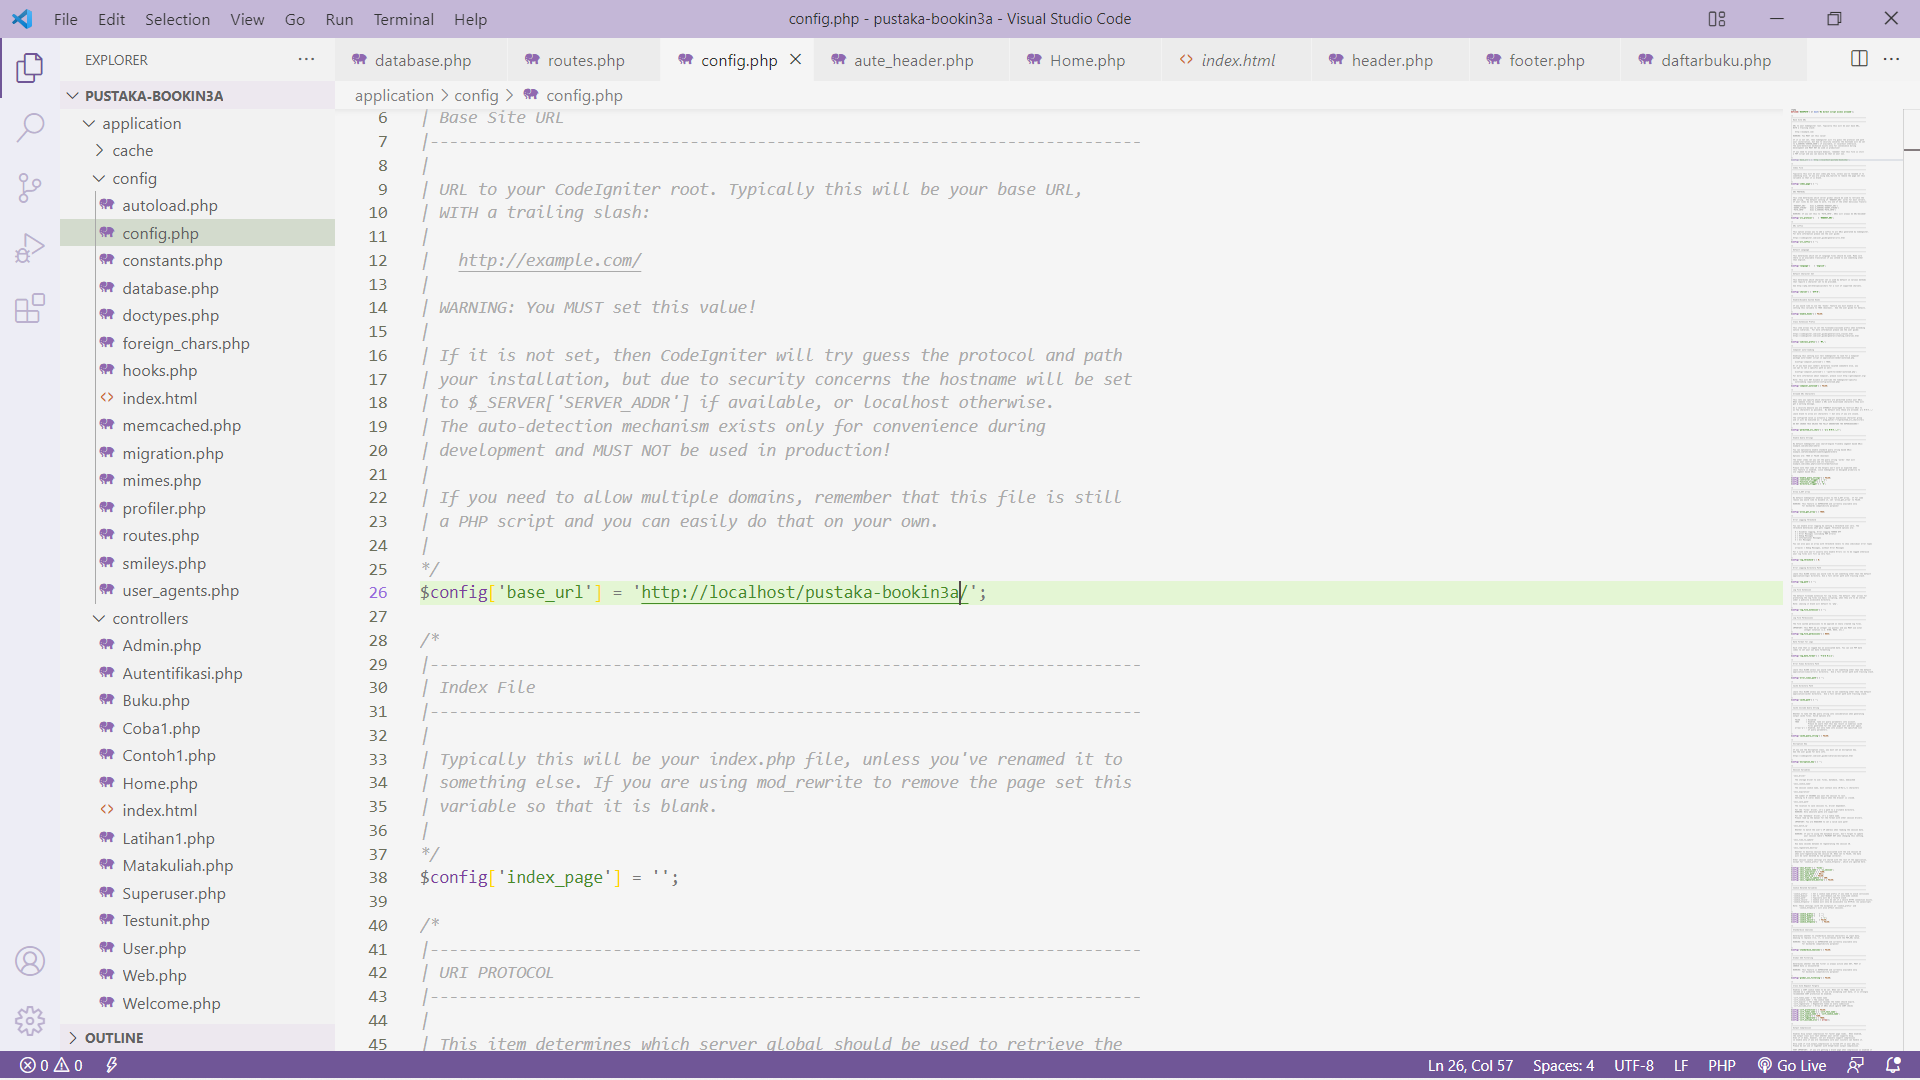 File Edit Selection View Go Run Terminal Help
config.php - pustaka-bookin3a - Visual Studio Code
EXPLORER
database.php
routes.php
config.php
aute_header.php
Home.php
index.html
header.php
footer.php
daftarbuku.php
PUSTAKA-BOOKIN3A
application
cache
config
autoload.php
config.php
constants.php
database.php
doctypes.php
foreign_chars.php
hooks.php
index.html
memcached.php
migration.php
mimes.php
profiler.php
routes.php
smileys.php
user_agents.php
controllers
Admin.php
Autentifikasi.php
Buku.php
Coba1.php
Contoh1.php
Home.php
index.html
Latihan1.php
Matakuliah.php
Superuser.php
Testunit.php
User.php
Web.php
Welcome.php
OUTLINE
application > config > config.php
6 | Base Site URL
7 |--------------------------------------------------------------------------
8 |
9 | URL to your CodeIgniter root. Typically this will be your base URL,
10 | WITH a trailing slash:
11 |
12 | http://example.com/
13 |
14 | WARNING: You MUST set this value!
15 |
16 | If it is not set, then CodeIgniter will try guess the protocol and path
17 | your installation, but due to security concerns the hostname will be set
18 | to $_SERVER['SERVER_ADDR'] if available, or localhost otherwise.
19 | The auto-detection mechanism exists only for convenience during
20 | development and MUST NOT be used in production!
21 |
22 | If you need to allow multiple domains, remember that this file is still
23 | a PHP script and you can easily do that on your own.
24 |
25 */
26 $config['base_url'] = 'http://localhost/pustaka-bookin3a/';
27
28 /*
29 |--------------------------------------------------------------------------
30 | Index File
31 |--------------------------------------------------------------------------
32 |
33 | Typically this will be your index.php file, unless you've renamed it to
34 | something else. If you are using mod_rewrite to remove the page set this
35 | variable so that it is blank.
36 |
37 */
38 $config['index_page'] = '';
39
40 /*
41 |--------------------------------------------------------------------------
42 | URI PROTOCOL
43 |--------------------------------------------------------------------------
44 |
45 | This item determines which server global should be used to retrieve the
0 0
Ln 26, Col 57 Spaces: 4 UTF-8 LF PHP Go Live